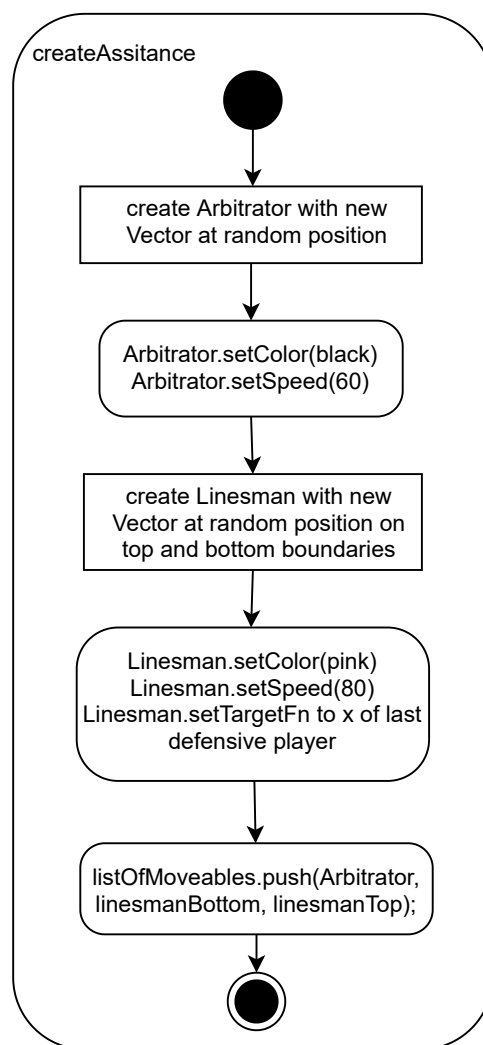 createAssitance
create Arbitrator with new
Vector at random position
Arbitrator.setColor(black)
Arbitrator.setSpeed(60)
create Linesman with new
Vector at random position on
top and bottom boundaries
Linesman.setColor(pink)
Linesman.setSpeed(80)
Linesman.setTargetFn to x of last
defensive player
listOfMoveables.push(Arbitrator,
linesmanBottom, linesmanTop);